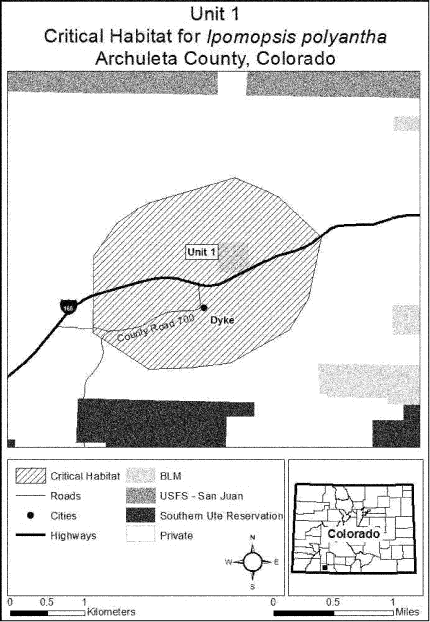 Unit 1
Critical Habitat for Ipomopsis polyantha
Archuleta County, Colorado
Unit 1
160
County Road 700
Dyke
Critical Habitat
Roads
Cities
Highways
BLM
USFS - San Juan
Southern Ute Reservation
Private
N
W E
S
Colorado
0 0.5 1
Kilometers
0 0.5 1
Miles